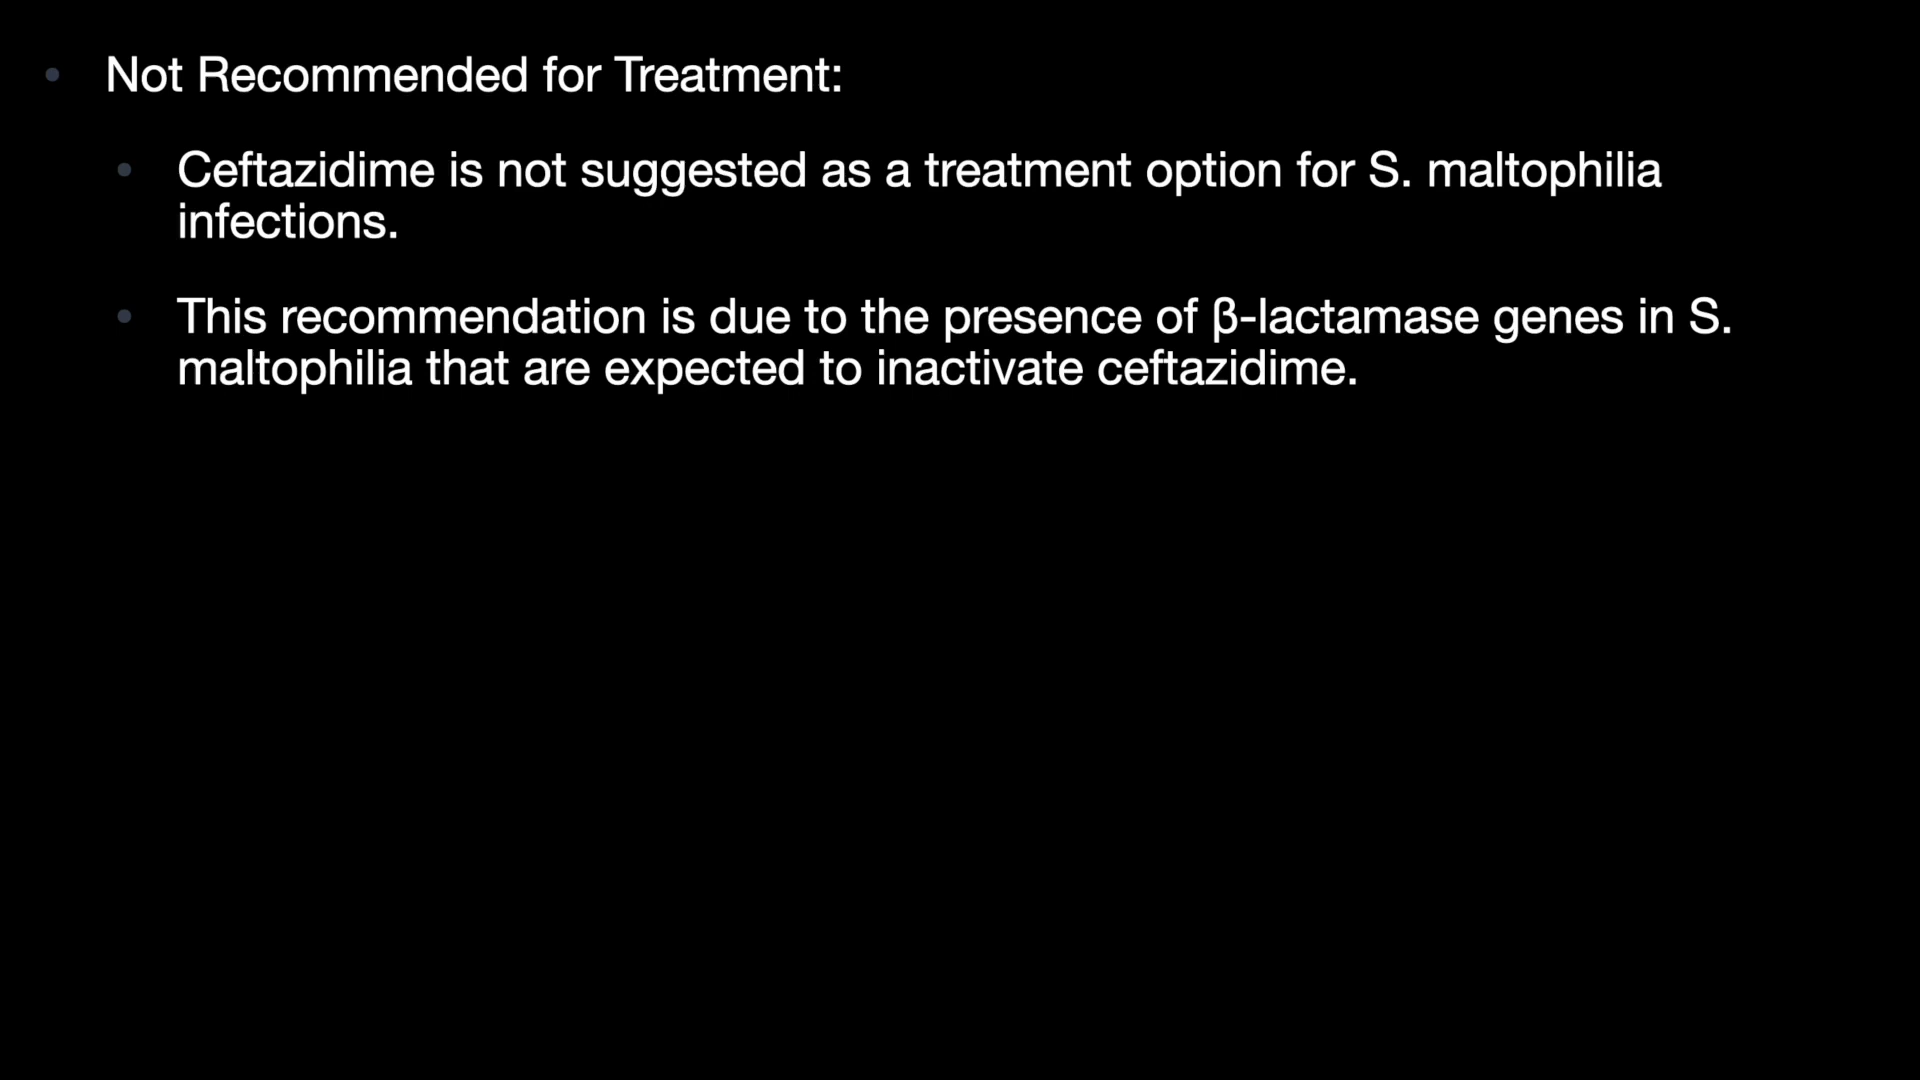 • Not Recommended for Treatment:
• Ceftazidime is not suggested as a treatment option for S. maltophilia
infections.
• This recommendation is due to the presence of β-lactamase genes in S.
maltophilia that are expected to inactivate ceftazidime.